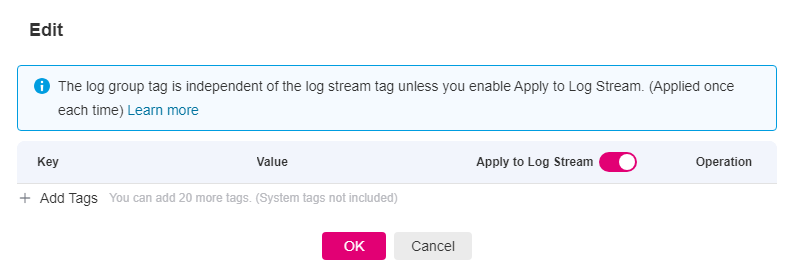 Edit
The log group tag is independent of the log stream tag unless you enable Apply to Log Stream. (Applied once
each time) Learn more
Key Value Apply to Log Stream Operation
+ Add Tags You can add 20 more tags. (System tags not included)
OK Cancel